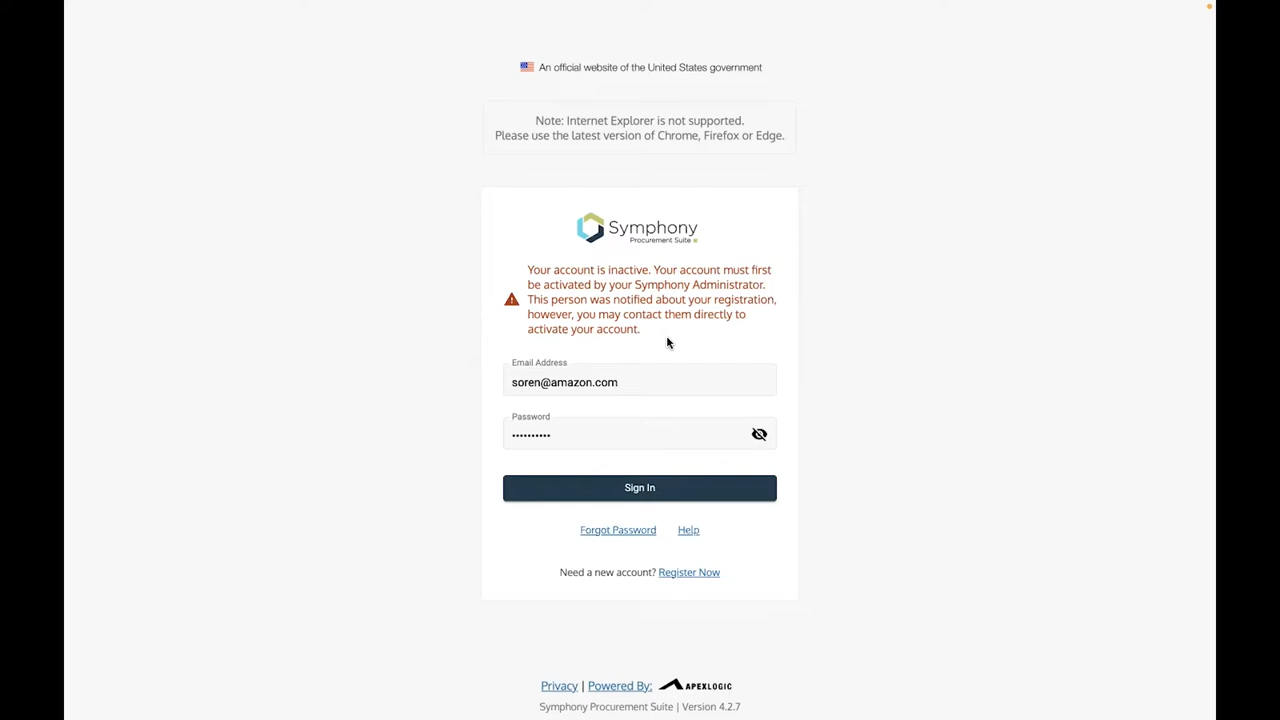 An official website of the United States government
Note: Internet Explorer is not supported.
Please use the latest version of Chrome, Firefox or Edge.
Symphony
Procurement Suite
Your account is inactive. Your account must first
be activated by your Symphony Administrator.
This person was notified about your registration,
however, you may contact them directly to
activate your account.
Email Address
soren@amazon.com
Password
••••••••••
Sign In
Forgot Password Help
Need a new account? Register Now
Privacy | Powered By: APEXLOGIC
Symphony Procurement Suite | Version 4.2.7